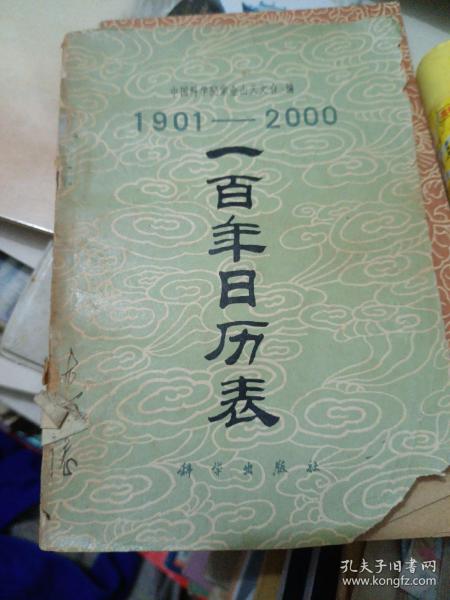 中国科学院紫金山天文台 编
1901—2000
一百年日历表
科学出版社
孔夫子旧书网
www.kongfz.com